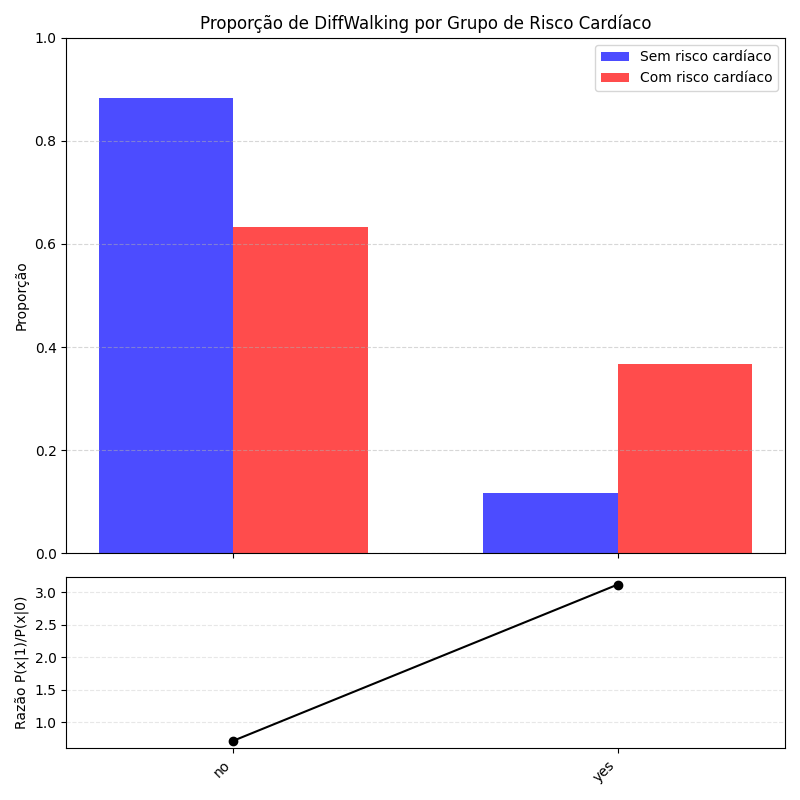 Proporção de DiffWalking por Grupo de Risco Cardíaco
Sem risco cardíaco
Com risco cardíaco
Proporção
1.0
0.8
0.6
0.4
0.2
0.0
Razão P(x|1)/P(x|0)
3.0
2.5
2.0
1.5
1.0
no
yes